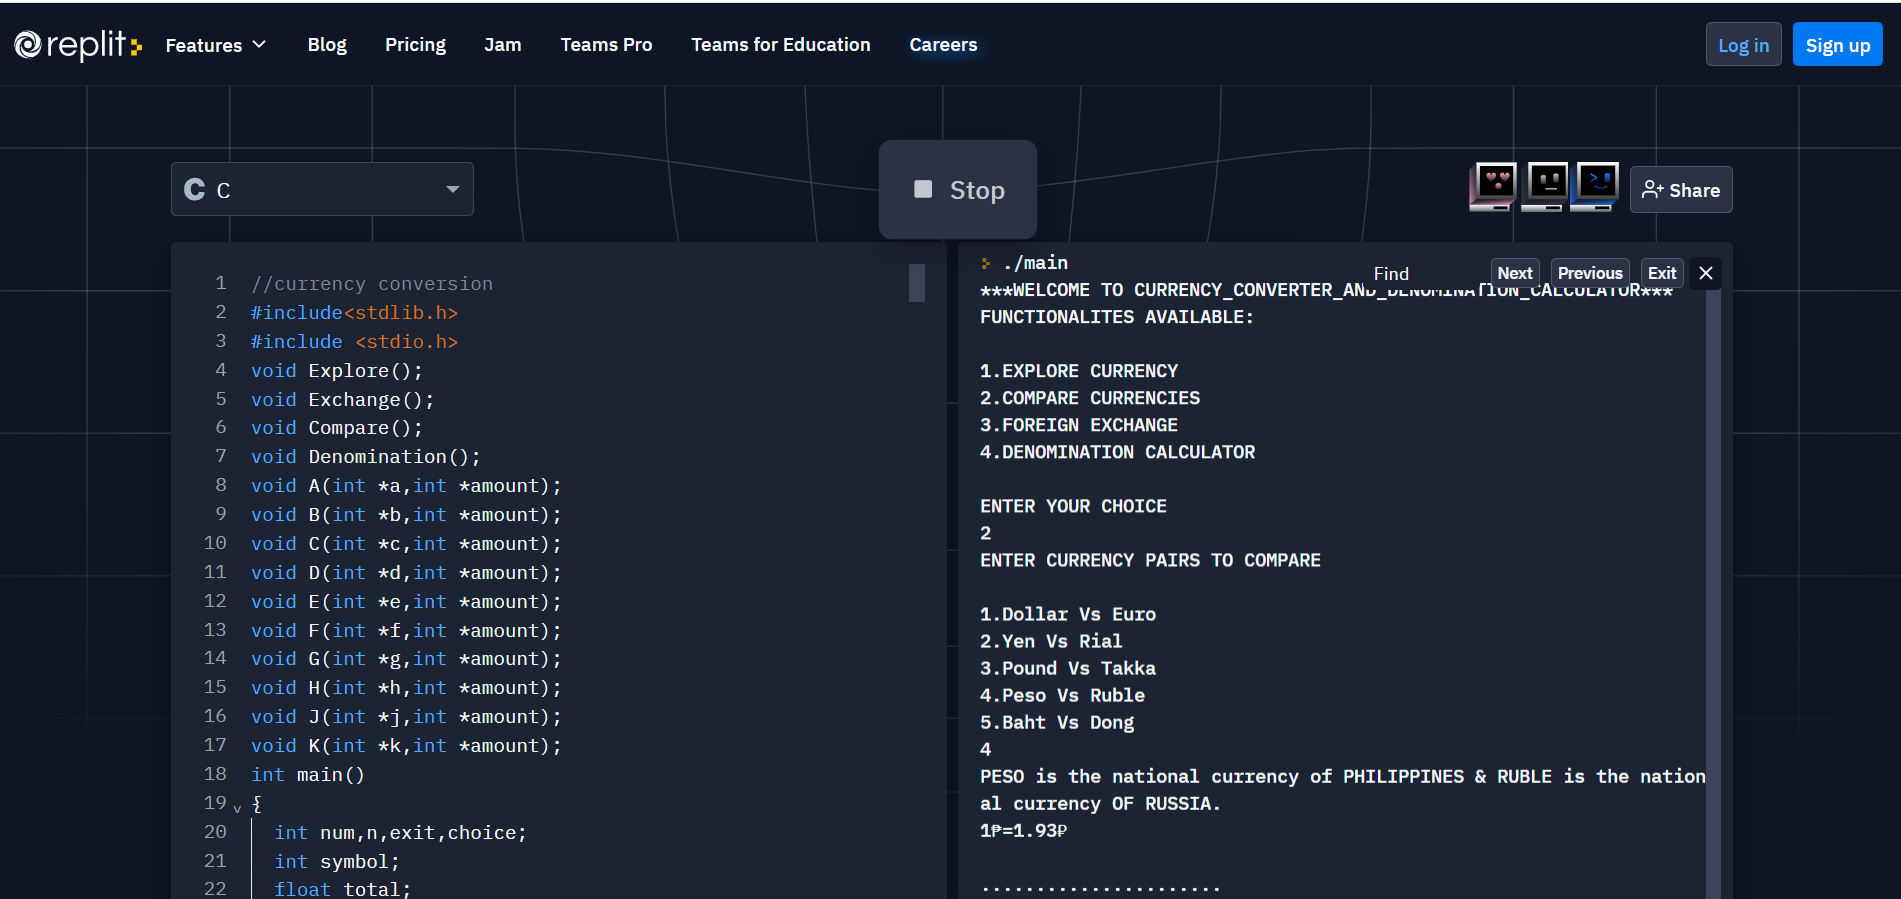 replit
Features
Blog
Pricing
Jam
Teams Pro
Teams for Education
Careers
Log in
Sign up
C C
Stop
Share
1 //currency conversion
2 #include<stdlib.h>
3 #include <stdio.h>
4 void Explore();
5 void Exchange();
6 void Compare();
7 void Denomination();
8 void A(int *a,int *amount);
9 void B(int *b,int *amount);
10 void C(int *c,int *amount);
11 void D(int *d,int *amount);
12 void E(int *e,int *amount);
13 void F(int *f,int *amount);
14 void G(int *g,int *amount);
15 void H(int *h,int *amount);
16 void J(int *j,int *amount);
17 void K(int *k,int *amount);
18 int main()
19 {
20 int num,n,exit,choice;
21 int symbol;
22 float total;
./main
Find
Next
Previous
Exit
***WELCOME TO CURRENCY_CONVERTER_AND_DENOMINATION_CALCULATOR***
FUNCTIONALITES AVAILABLE:
1.EXPLORE CURRENCY
2.COMPARE CURRENCIES
3.FOREIGN EXCHANGE
4.DENOMINATION CALCULATOR
ENTER YOUR CHOICE
2
ENTER CURRENCY PAIRS TO COMPARE
1.Dollar Vs Euro
2.Yen Vs Rial
3.Pound Vs Takka
4.Peso Vs Ruble
5.Baht Vs Dong
4
PESO is the national currency of PHILIPPINES & RUBLE is the nation
al currency OF RUSSIA.
1₱=1.93₽
......................